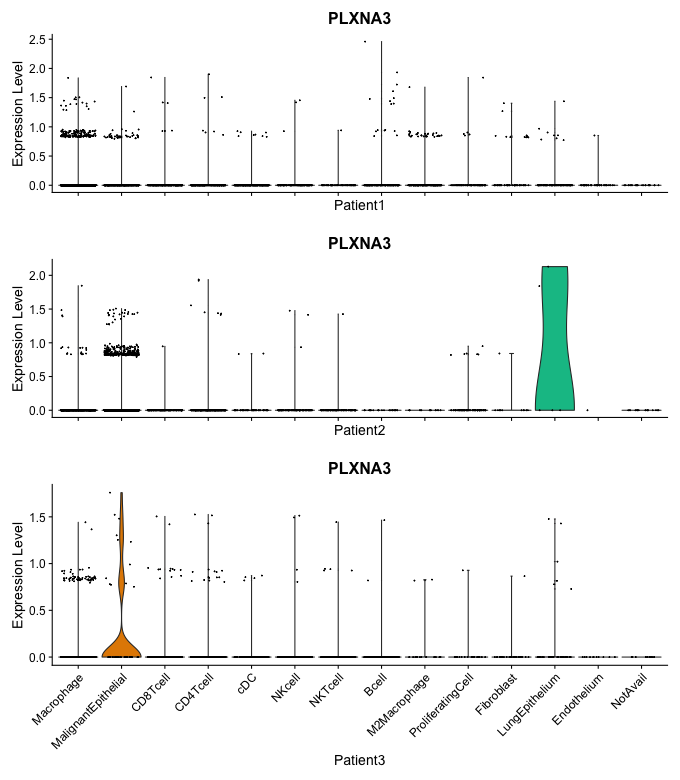 PLXNA3
Expression Level
2.5
2.0
1.5
1.0
0.5
0.0
Patient1
PLXNA3
Expression Level
2.0
1.5
1.0
0.5
0.0
Patient2
PLXNA3
Expression Level
1.5
1.0
0.5
0.0
Macrophage
MalignantEpithelial
CD8Tcell
CD4Tcell
cDC
NKcell
NKTcell
Bcell
M2Macrophage
ProliferatingCell
Fibroblast
LungEpithelium
Endothelium
NotAvail
Patient3